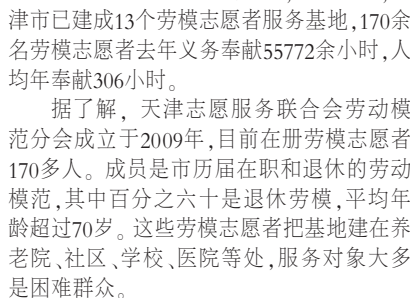 津市已建成13个劳模志愿者服务基地,170余
名劳模志愿者去年义务奉献55772余小时,人
均年奉献306小时。
据了解，天津志愿服务联合会劳动模
范分会成立于2009年,目前在册劳模志愿者
170多人。成员是市历届在职和退休的劳动
模范,其中百分之六十是退休劳模,平均年
龄超过70岁。这些劳模志愿者把基地建在养
老院、社区、学校、医院等处,服务对象大多
是困难群众。